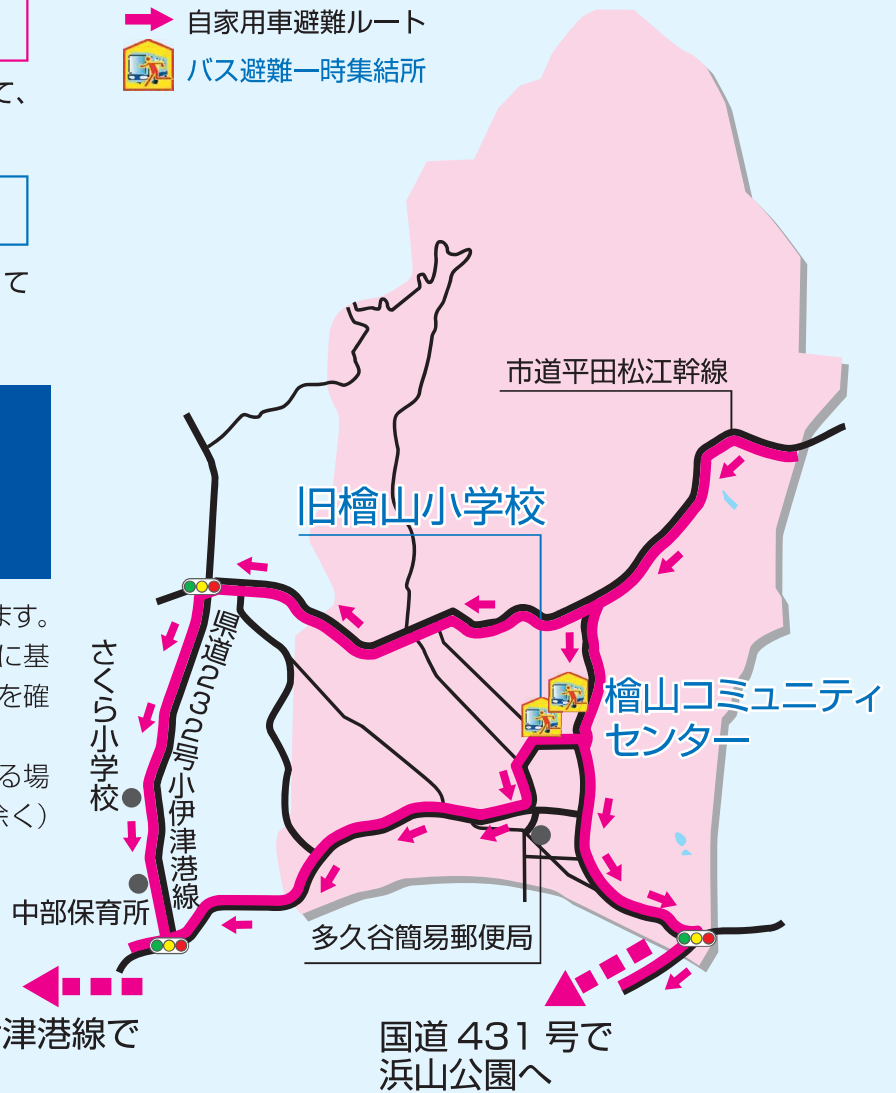 自家用車避難ルート
バス避難一時集結所
て、
て
市道平田松江幹線
旧檜山小学校
ます。
に基
を確
る場
除く)
県道232号小伊津港線
さくら小学校
檜山コミュニティ
センター
中部保育所
多久谷簡易郵便局
津港線で
国道 431 号で
浜山公園へ